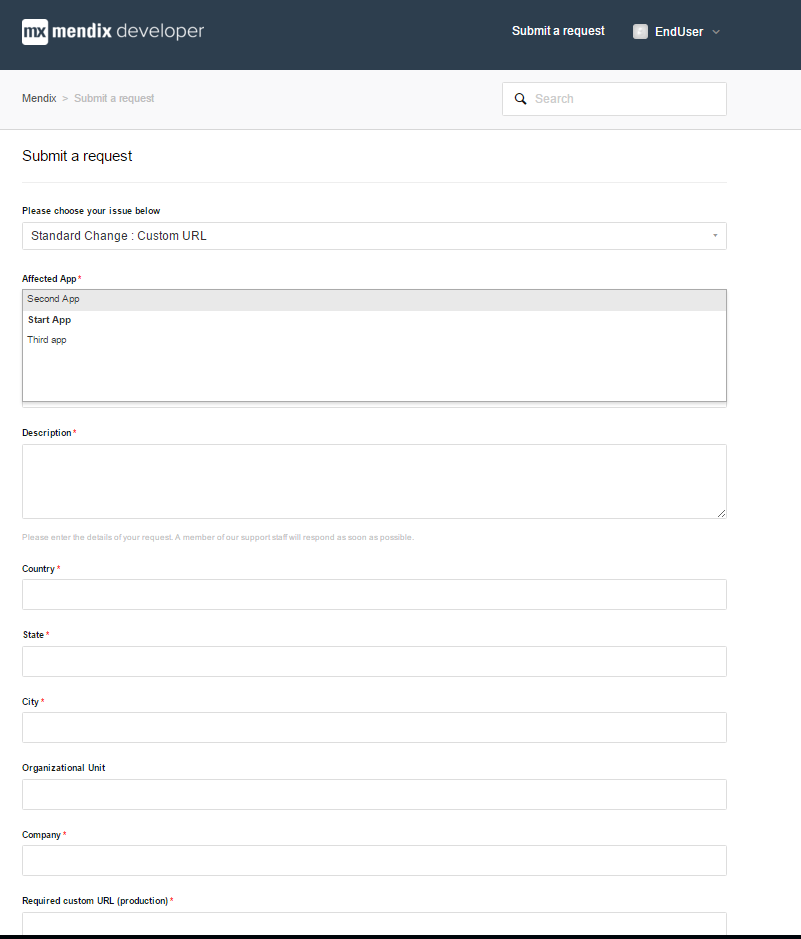 mx mendix developer
Submit a request
EndUser
Mendix > Submit a request
Search
Submit a request
Please choose your issue below
Standard Change : Custom URL
Affected App*
Second App
Start App
Third app
Description*
Please enter the details of your request. A member of our support staff will respond as soon as possible.
Country*
State*
City*
Organizational Unit
Company*
Required custom URL (production)*